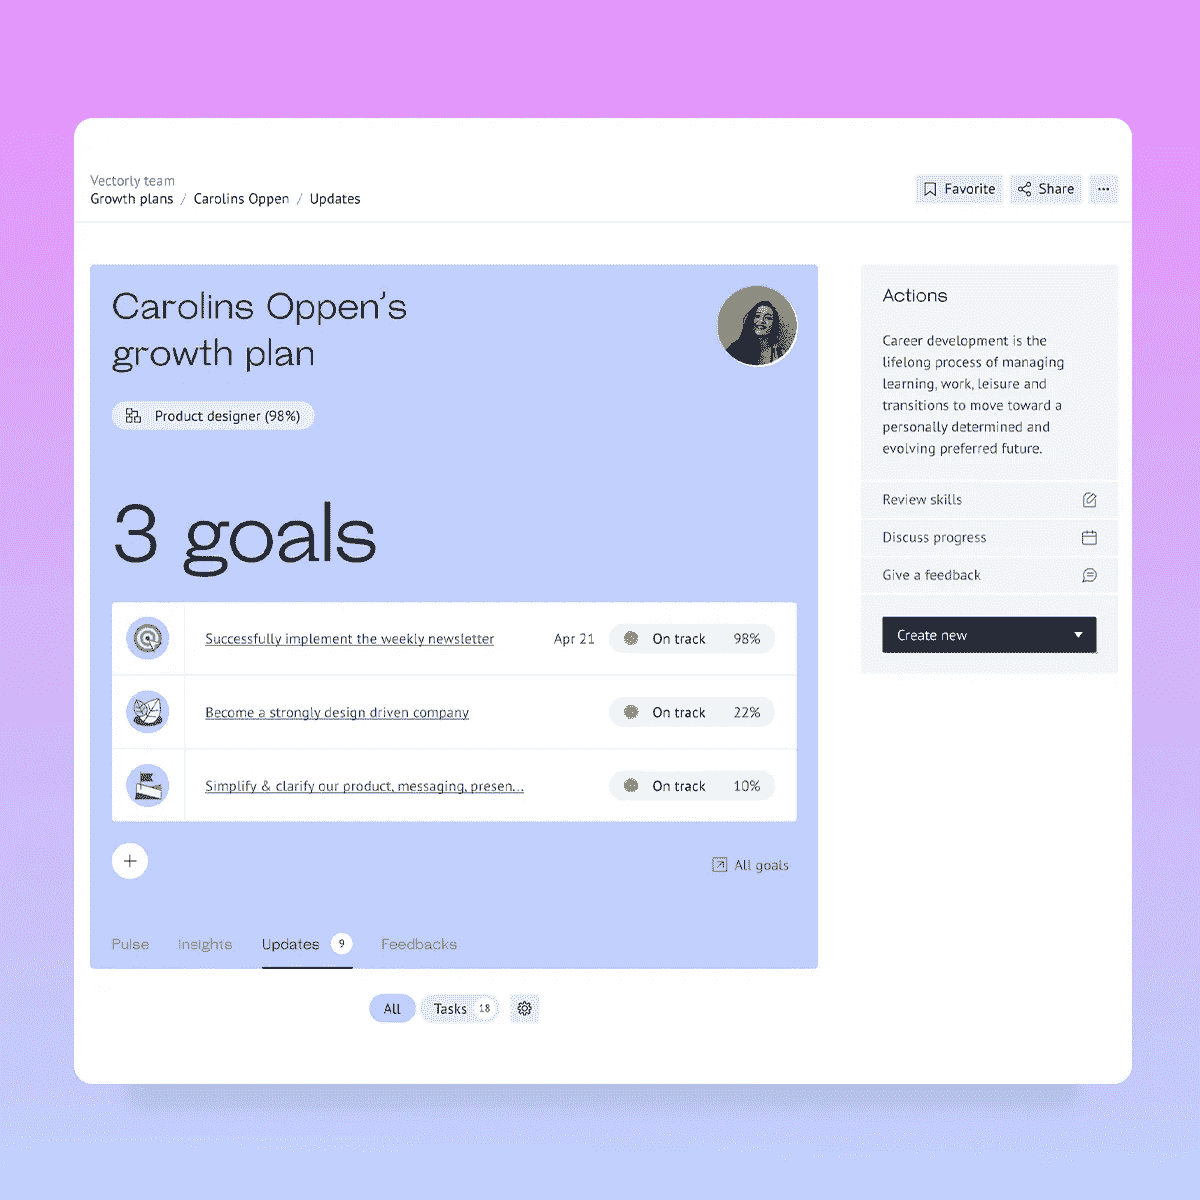 Vectorly team
Growth plans / Carolins Oppen / Updates
Favorite
Share
Carolins Oppen's
growth plan
Product designer (98%)
3 goals
Successfully implement the weekly newsletter Apr 21 On track 98%
Become a strongly design driven company On track 22%
Simplify & clarify our product, messaging, presen... On track 10%
All goals
Pulse Insights Updates 9 Feedbacks
All Tasks 18
Actions
Career development is the
lifelong process of managing
learning, work, leisure and
transitions to move toward a
personally determined and
evolving preferred future.
Review skills
Discuss progress
Give a feedback
Create new